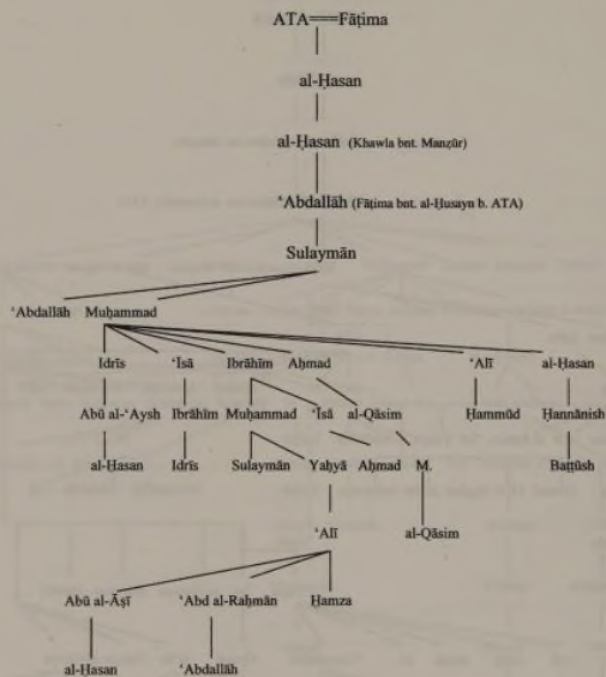 ATA Fāṭima
al-Ḥasan
al-Ḥasan (Khawla bnt. Manẓūr)
ʿAbdallāh (Fāṭima bnt. al-Ḥusayn b. ATA)
Sulaymān
ʿAbdallāh Muḥammad
Idrīs ʿĪsā Ibrāhīm Aḥmad ʿAlī al-Ḥasan
Abū al-ʿAysh Ibrāhīm Muḥammad ʿĪsā al-Qāsim Ḥammūd Ḥannānish
al-Ḥasan Idrīs Sulaymān Yaḥyā Aḥmad M. Baṭṭūsh
ʿAlī al-Qāsim
Abū al-Āṣī ʿAbd al-Raḥmān Ḥamza
al-Ḥasan ʿAbdallāh